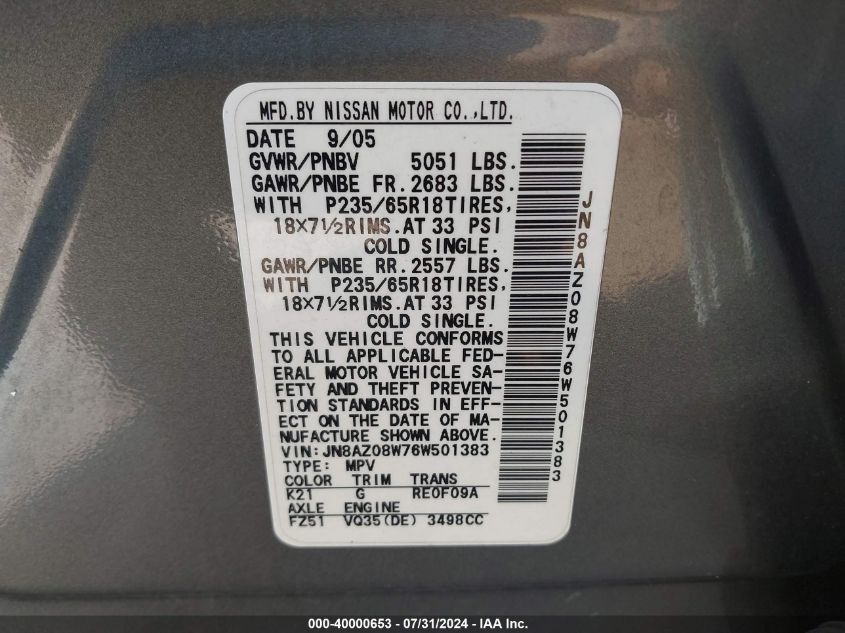 MFD.BY NISSAN MOTOR CO.,LTD.
DATE 9/05
GVWR/PNBV 5051 LBS.
GAWR/PNBE FR.2683 LBS.
WITH P235/65R18TIRES,
18×7½RIMS.AT 33 PSI
COLD SINGLE.
GAWR/PNBE RR.2557 LBS.
WITH P235/65R18TIRES,
18×7½RIMS.AT 33 PSI
COLD SINGLE.
THIS VEHICLE CONFORMS
TO ALL APPLICABLE FED-
ERAL MOTOR VEHICLE SA-
FETY AND THEFT PREVEN-
TION STANDARDS IN EFF-
ECT ON THE DATE OF MA-
NUFACTURE SHOWN ABOVE.
VIN:JN8AZ08W76W501383
TYPE: MPV
COLOR TRIM TRANS
K21 G RE0F09A
AXLE ENGINE
FZ51 VQ35(DE) 3498CC
JN8AZ08W76W501383
000-40000653 - 07/31/2024 - IAA Inc.